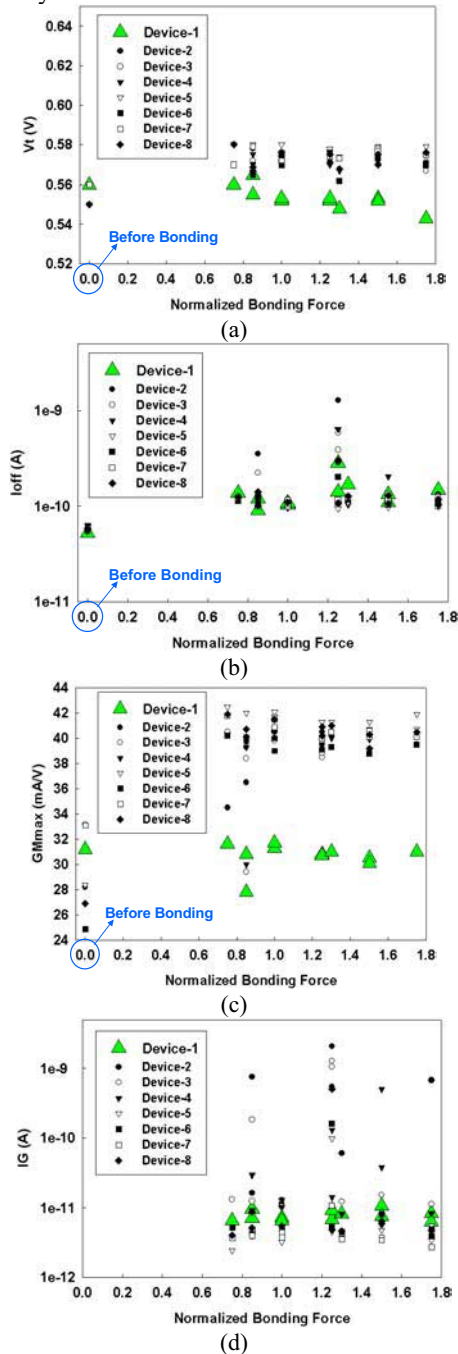 0.64
0.62
0.60
0.58
0.56
0.54
0.52
Vt (V)
Device-1
Device-2
Device-3
Device-4
Device-5
Device-6
Device-7
Device-8
Before Bonding
0.0 0.2 0.4 0.6 0.8 1.0 1.2 1.4 1.6 1.8
Normalized Bonding Force
(a)
1e-9
1e-10
1e-11
Ioff (A)
Device-1
Device-2
Device-3
Device-4
Device-5
Device-6
Device-7
Device-8
Before Bonding
0.0 0.2 0.4 0.6 0.8 1.0 1.2 1.4 1.6 1.8
Normalized Bonding Force
(b)
44
42
40
38
36
34
32
30
28
26
24
GMmax (mA/V)
Device-1
Device-2
Device-3
Device-4
Device-5
Device-6
Device-7
Device-8
Before Bonding
0.0 0.2 0.4 0.6 0.8 1.0 1.2 1.4 1.6 1.8
Normalized Bonding Force
(c)
1e-9
1e-10
1e-11
1e-12
IG (A)
Device-1
Device-2
Device-3
Device-4
Device-5
Device-6
Device-7
Device-8
0.0 0.2 0.4 0.6 0.8 1.0 1.2 1.4 1.6 1.8
Normalized Bonding Force
(d)